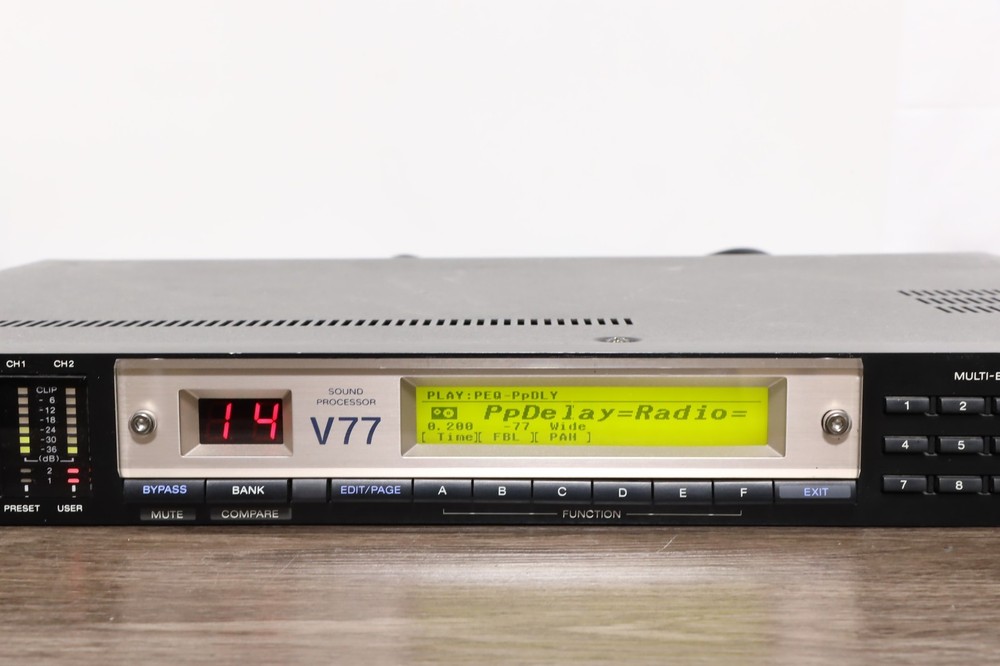 CH1 CH2
CLIP
- 6
-12
-18
-24
-30
-36
(dB)
2
1
PRESET USER
14
SOUND
PROCESSOR
V77
PLAY:PEQ-PpDLY
PpDelay=Radio=
0.200 -77 Wide
[ Time][ FBL ][ PAN ]
BYPASS BANK EDIT/PAGE A B C D E F EXIT
MUTE COMPARE FUNCTION
MULTI-E
1 2
4 5
7 8